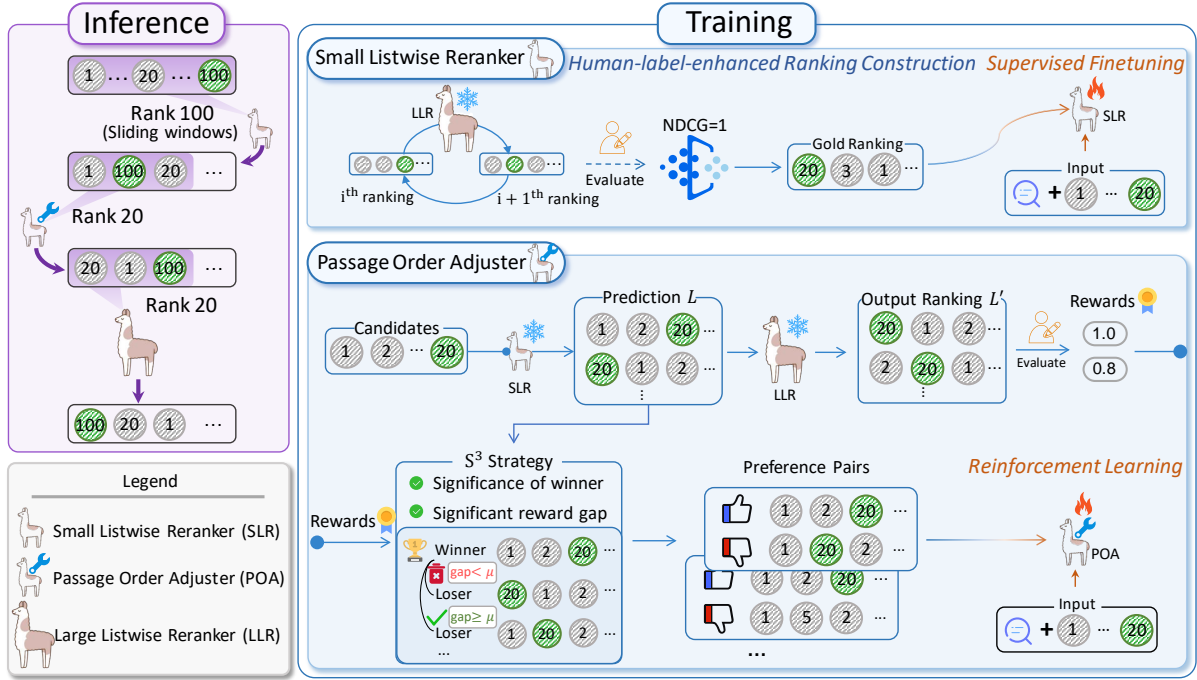 Inference
1 ... 20 ... 100
Rank 100
(Sliding windows)
1 100 20 ...
Rank 20
20 1 100 ...
Rank 20
100 20 1 ...
Legend
Small Listwise Reranker (SLR)
Passage Order Adjuster (POA)
Large Listwise Reranker (LLR)
Training
Small Listwise Reranker
Human-label-enhanced Ranking Construction
Supervised Finetuning
LLR
...
...
i^th ranking
i + 1^th ranking
Evaluate
NDCG=1
Gold Ranking
20 3 1 ...
SLR
Input
+ 1 ... 20
Passage Order Adjuster
Candidates
1 2 ... 20
SLR
Prediction L
1 2 20 ...
20 1 2 ...
⋮
LLR
Output Ranking L′
20 1 2 ...
2 20 1 ...
⋮
Evaluate
Rewards
1.0
0.8
Rewards
S³ Strategy
Significance of winner
Significant reward gap
Winner 1 2 20 ...
gap< μ
Loser 20 1 2 ...
gap≥ μ
Loser 1 20 2 ...
...
Preference Pairs
1 2 20 ...
1 20 2 ...
1 2 20 ...
1 5 2 ...
...
Reinforcement Learning
POA
Input
+ 1 ... 20